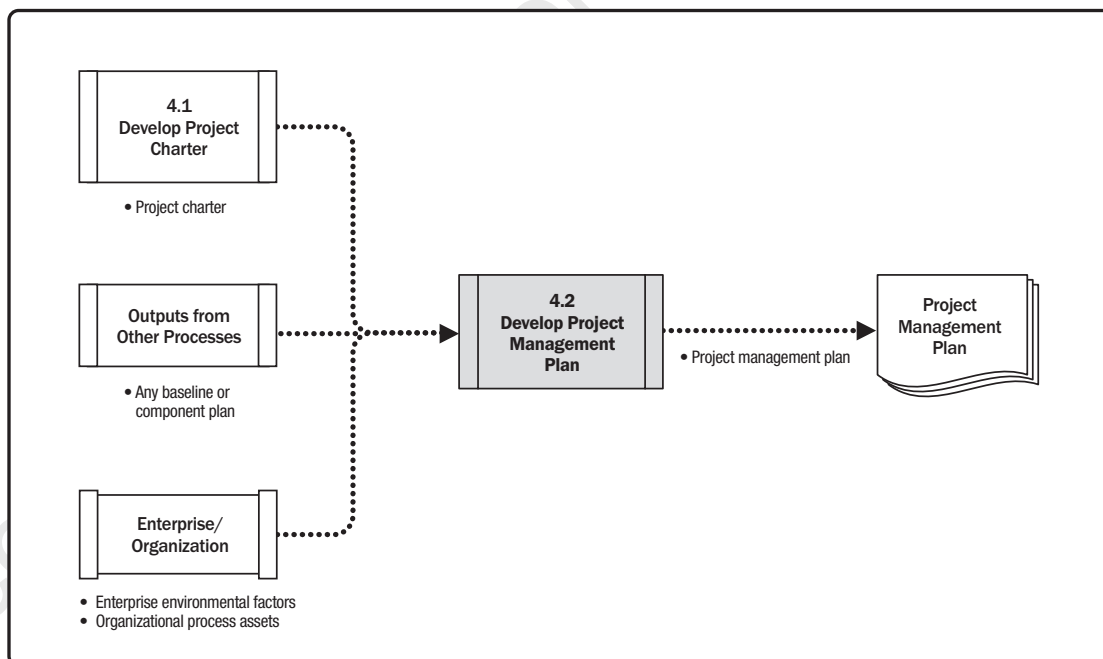 4.1
Develop Project
Charter
• Project charter
Outputs from
Other Processes
• Any baseline or
component plan
Enterprise/
Organization
• Enterprise environmental factors
• Organizational process assets
4.2
Develop Project
Management
Plan
• Project management plan
Project
Management
Plan